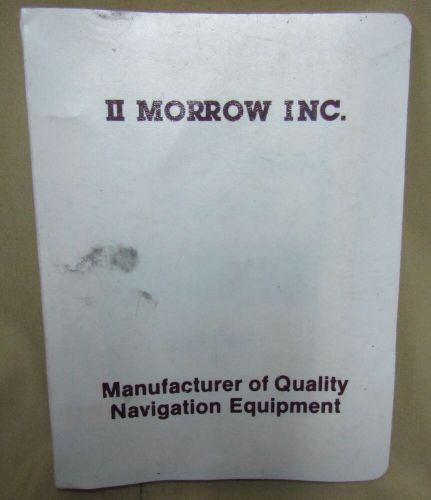 II MORROW INC.
Manufacturer of Quality
Navigation Equipment